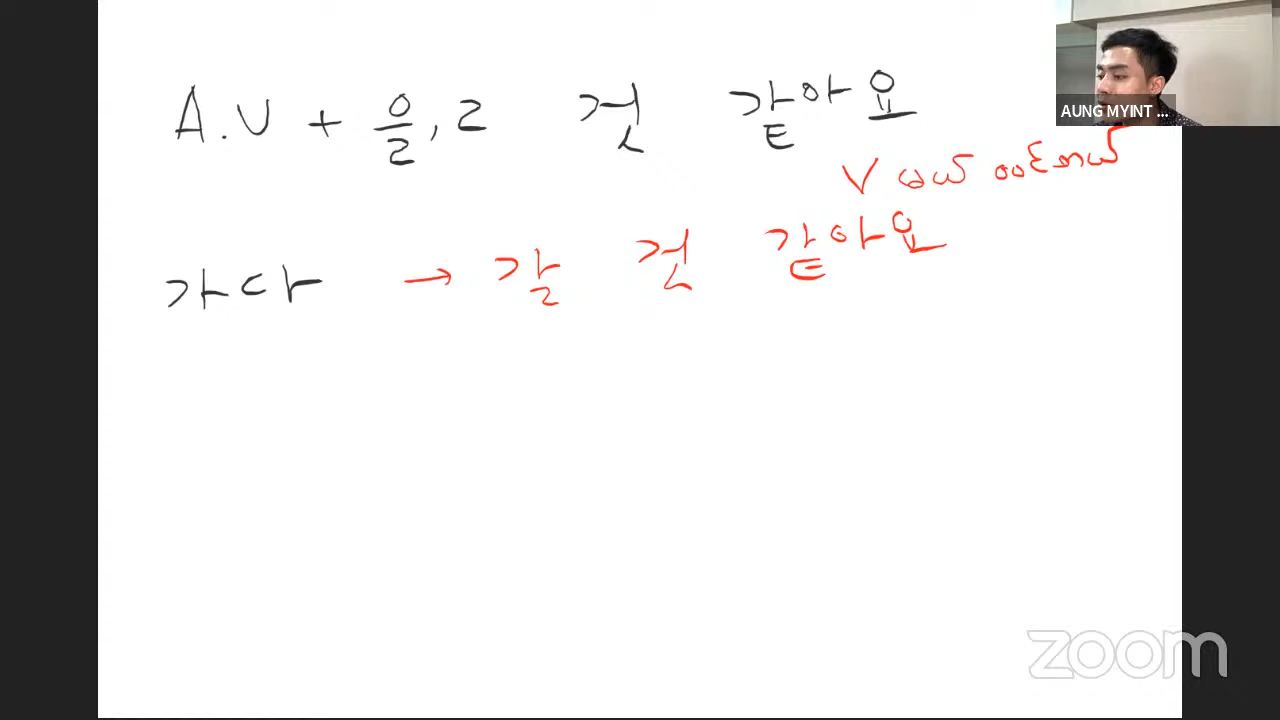 A.V + 을, ㄹ 것 같아요
V မယ် ထင်တယ်
가다 → 갈 것 같아요
AUNG MYINT ...
zoom